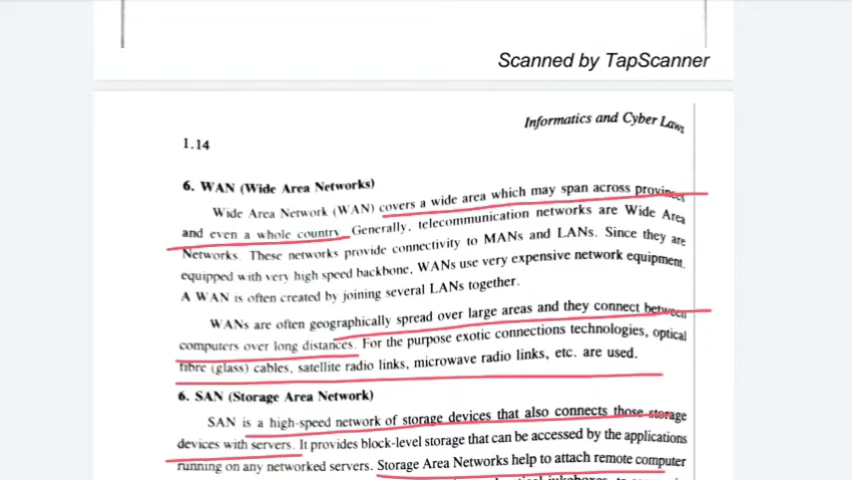 Scanned by TapScanner
Informatics and Cyber Laws
1.14
6. WAN (Wide Area Networks)
Wide Area Network (WAN) covers a wide area which may span across provinces
and even a whole country. Generally, telecommunication networks are Wide Area
Networks. These networks provide connectivity to MANs and LANs. Since they are
equipped with very high speed backbone, WANs use very expensive network equipment.
A WAN is often created by joining several LANs together.
WANs are often geographically spread over large areas and they connect between
computers over long distances. For the purpose exotic connections technologies, optical
fibre (glass) cables, satellite radio links, microwave radio links, etc. are used.
6. SAN (Storage Area Network)
SAN is a high-speed network of storage devices that also connects those storage
devices with servers. It provides block-level storage that can be accessed by the applications
running on any networked servers. Storage Area Networks help to attach remote computer